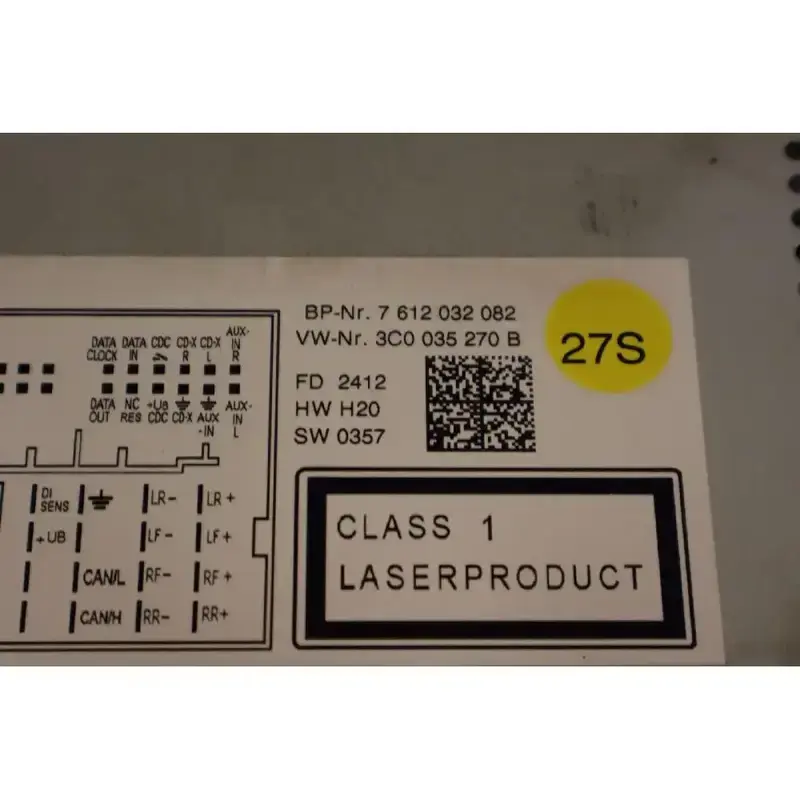 BP-Nr. 7 612 032 082
VW-Nr. 3C0 035 270 B
27S
FD 2412
HW H20
SW 0357
DATA CLOCK
DATA IN
CDC
CD-X R
CD-X L
AUX-IN R
DATA OUT
NC RES
+UB CDC
CD-X
AUX-IN
AUX-IN L
DI SENS
LR- LR+
+UB LF- LF+
CAN/L RF- RF+
CAN/H RR- RR+
CLASS 1
LASERPRODUCT